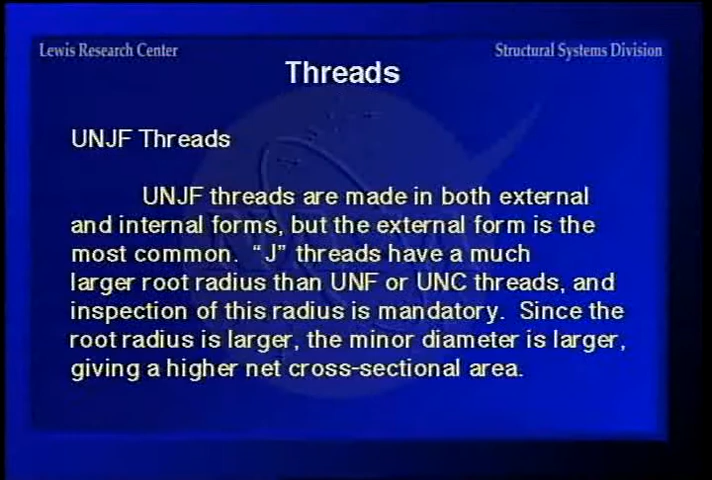 Lewis Research Center
Structural Systems Division
Threads
UNJF Threads
UNJF threads are made in both external
and internal forms, but the external form is the
most common. “J” threads have a much
larger root radius than UNF or UNC threads, and
inspection of this radius is mandatory. Since the
root radius is larger, the minor diameter is larger,
giving a higher net cross-sectional area.